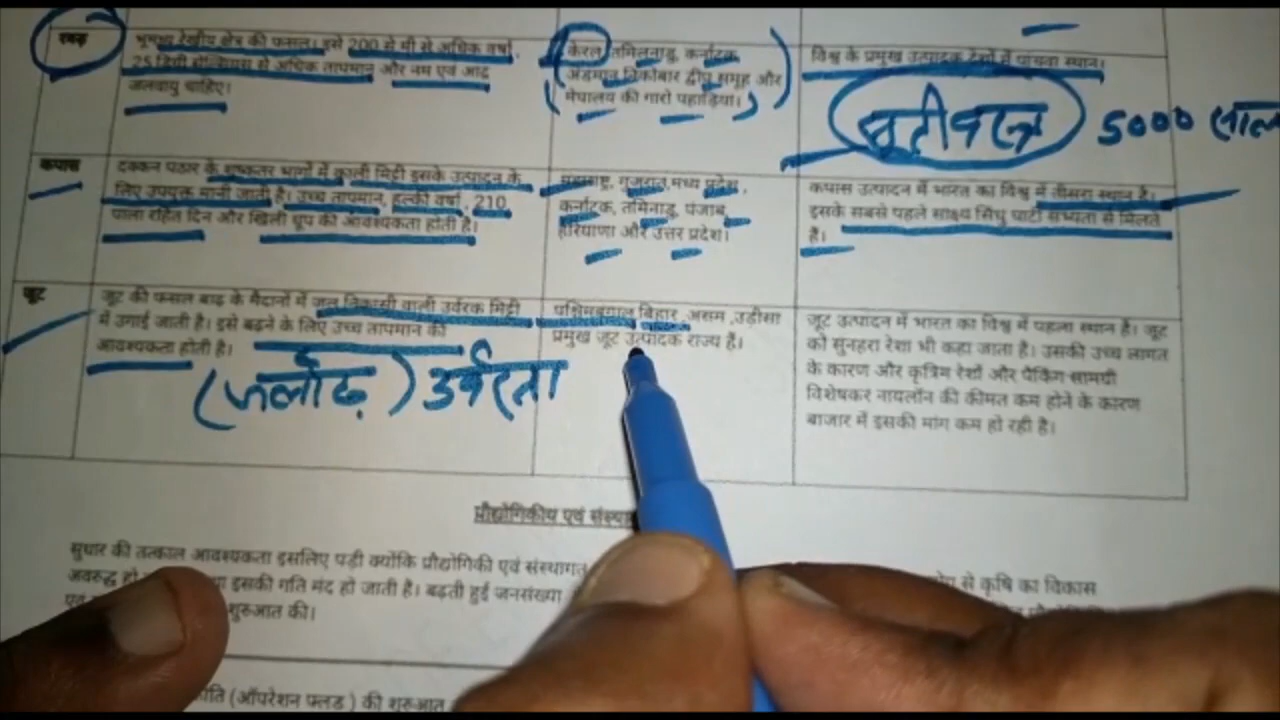 रबड़
भूमध्य रेखीय क्षेत्र की फसल। इसे 200 से मी से अधिक वर्षा ,
25 डिग्री सेल्सियस से अधिक तापमान और नम एवं आद्र
जलवायु चाहिए।
केरल तमिलनाडु, कर्नाटक,
अंडमान निकोबार द्वीप समूह और
मेघालय की गारो पहाड़िया।
विश्व के प्रमुख उत्पादक देशों में पांचवा स्थान।
सूतीवस्त्र 5000 साल
कपास
दक्कन पठार के शुष्कतर भागों में काली मिट्टी इसके उत्पादन के
लिए उपयुक्त मानी जाती है। उच्च तापमान, हल्की वर्षा , 210
पाला रहित दिन और खिली धूप की आवश्यकता होती है।
महाराष्ट्र, गुजरात,मध्य प्रदेश ,
कर्नाटक, तमिनाडु, पंजाब,
हरियाणा और उत्तर प्रदेश।
कपास उत्पादन में भारत का विश्व में तीसरा स्थान है।
इसके सबसे पहले साक्ष्य सिंधु घाटी सभ्यता से मिलते
हैं।
जूट
जूट की फसल बाढ़ के मैदानों में जल निकासी वाली उर्वरक मिट्टी
में उगाई जाती है। इसे बढ़ने के लिए उच्च तापमान की
आवश्यकता होती है।
(जलोढ़) उर्वरता
पश्चिमबंगाल बिहार ,असम ,उड़ीसा
प्रमुख जूट उत्पादक राज्य हैं।
जूट उत्पादन में भारत का विश्व में पहला स्थान है। जूट
को सुनहरा रेशा भी कहा जाता है। उसकी उच्च लागत
के कारण और कृत्रिम रेशों और पैकिंग सामग्री
विशेषकर नायलॉन की कीमत कम होने के कारण
बाजार में इसकी मांग कम हो रही है।
प्रौद्योगिकीय एवं
सुधार की तत्काल आवश्यकता इसलिए पड़ी क्योंकि प्रौद्योगिकी एवं संस्थागत से कृषि का विकास
अवरुद्ध हो इसकी गति मंद हो जाती है। बढ़ती हुई जनसंख्या
शुरुआत की।
(ऑपरेशन फ्लड ) की शुरुआत